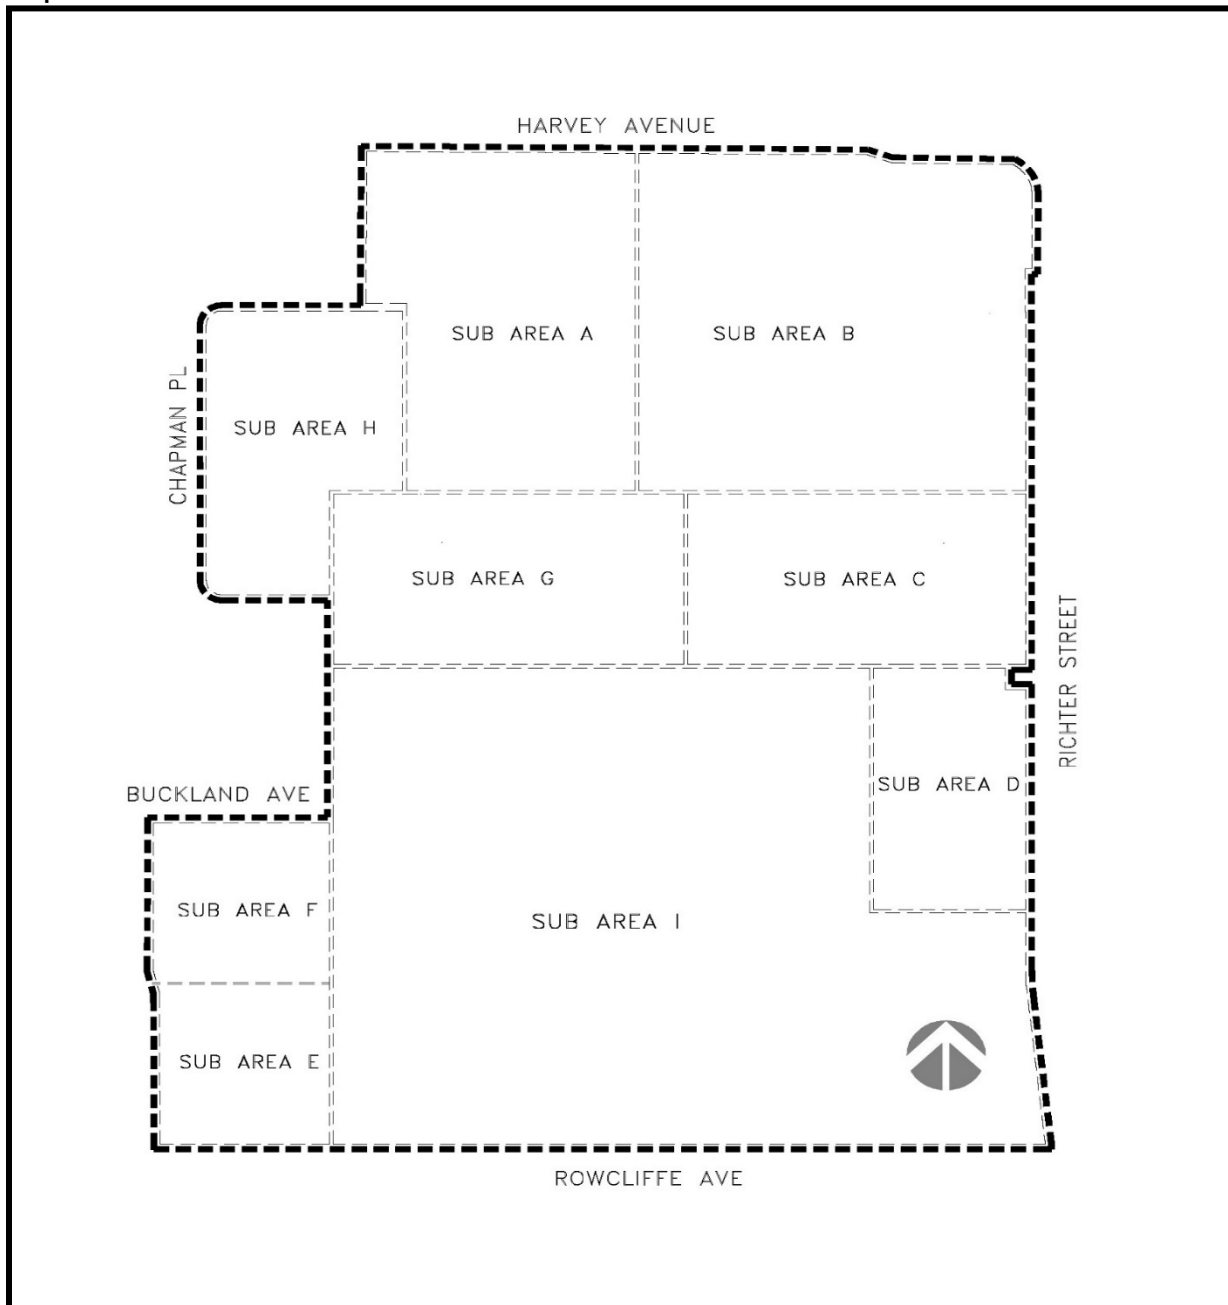 HARVEY AVENUE
SUB AREA A
SUB AREA B
CHAPMAN PL
SUB AREA H
SUB AREA G
SUB AREA C
RICHTER STREET
SUB AREA D
BUCKLAND AVE
SUB AREA F
SUB AREA I
SUB AREA E
ROWCLIFFE AVE